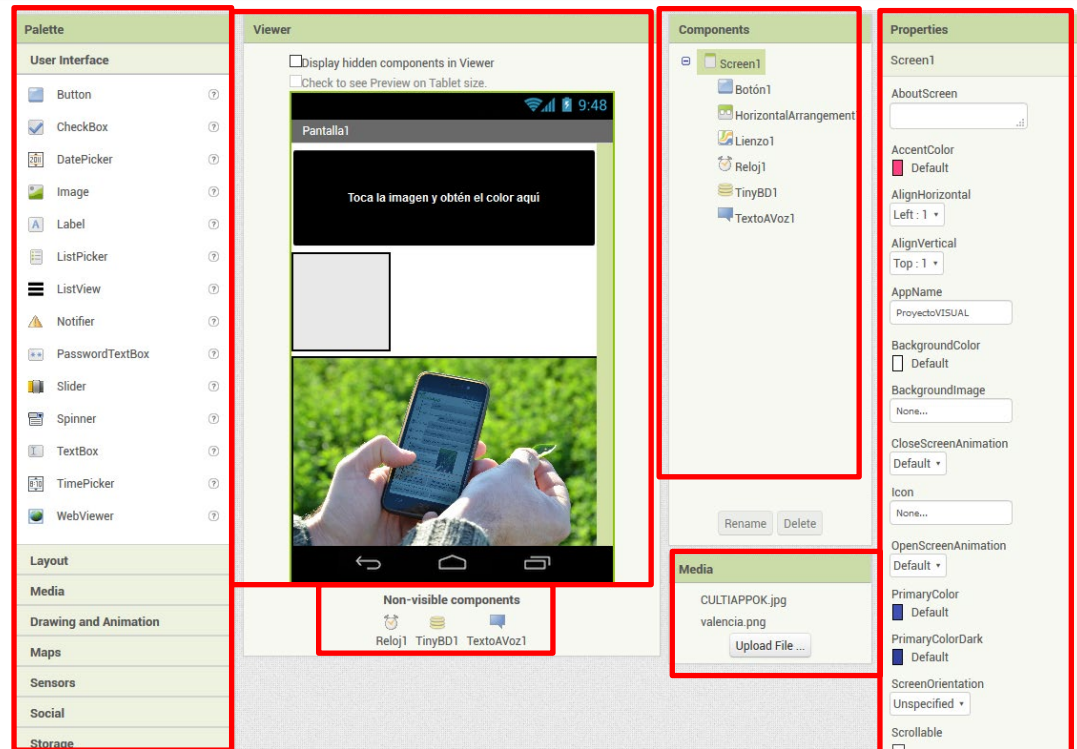 Palette
User Interface
Button
CheckBox
DatePicker
Image
Label
ListPicker
ListView
Notifier
PasswordTextBox
Slider
Spinner
TextBox
TimePicker
WebViewer
Layout
Media
Drawing and Animation
Maps
Sensors
Social
Storage
Viewer
Display hidden components in Viewer
Check to see Preview on Tablet size.
9:48
Pantalla1
Toca la imagen y obtén el color aquí
Non-visible components
Reloj1 TinyBD1 TextoAVoz1
Components
Screen1
Botón1
HorizontalArrangement
Lienzo1
Reloj1
TinyBD1
TextoAVoz1
Rename Delete
Media
CULTIAPPOK.jpg
valencia.png
Upload File ...
Properties
Screen1
AboutScreen
AccentColor
Default
AlignHorizontal
Left : 1
AlignVertical
Top : 1
AppName
ProyectoVISUAL
BackgroundColor
Default
BackgroundImage
None...
CloseScreenAnimation
Default
Icon
None...
OpenScreenAnimation
Default
PrimaryColor
Default
PrimaryColorDark
Default
ScreenOrientation
Unspecified
Scrollable